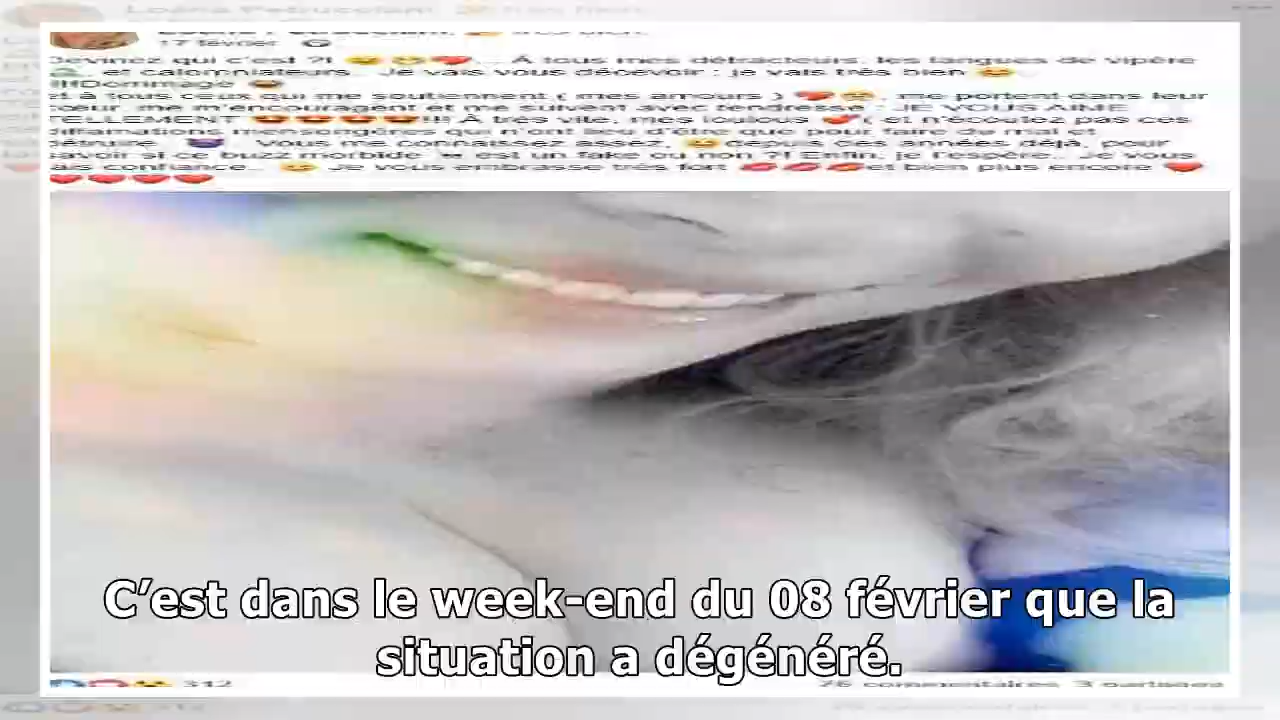 Loana Petrucciani
17 février
Devinez qui c'est ?! 😉😊❤️... À tous mes détracteurs, les langues de vipère
et calomniateurs... Je vais vous décevoir : je vais très bien
#Dommage
Et à tous ceux qui me soutiennent ( mes amours ) ❤️ , me portent dans leur
cœur, me m'encouragent et me suivent avec tendresse : JE VOUS AIME
TELLEMENT !!! À très vite, mes loulous ( et n'écoutez pas ces
diffamations mensongères qui n'ont lieu d'être que pour faire du mal et
détruire... 😈 Vous me connaissez assez, depuis des années déjà, pour
savoir si ce buzz morbide, est un fake ou non ?! Enfin, je l'espère... Je vous
fais confiance... Je vous embrasse très fort 💋💋💋et bien plus encore ❤️
❤️❤️❤️❤️
C'est dans le week-end du 08 février que la
situation a dégénéré.
312
76 commentaires 3 partages